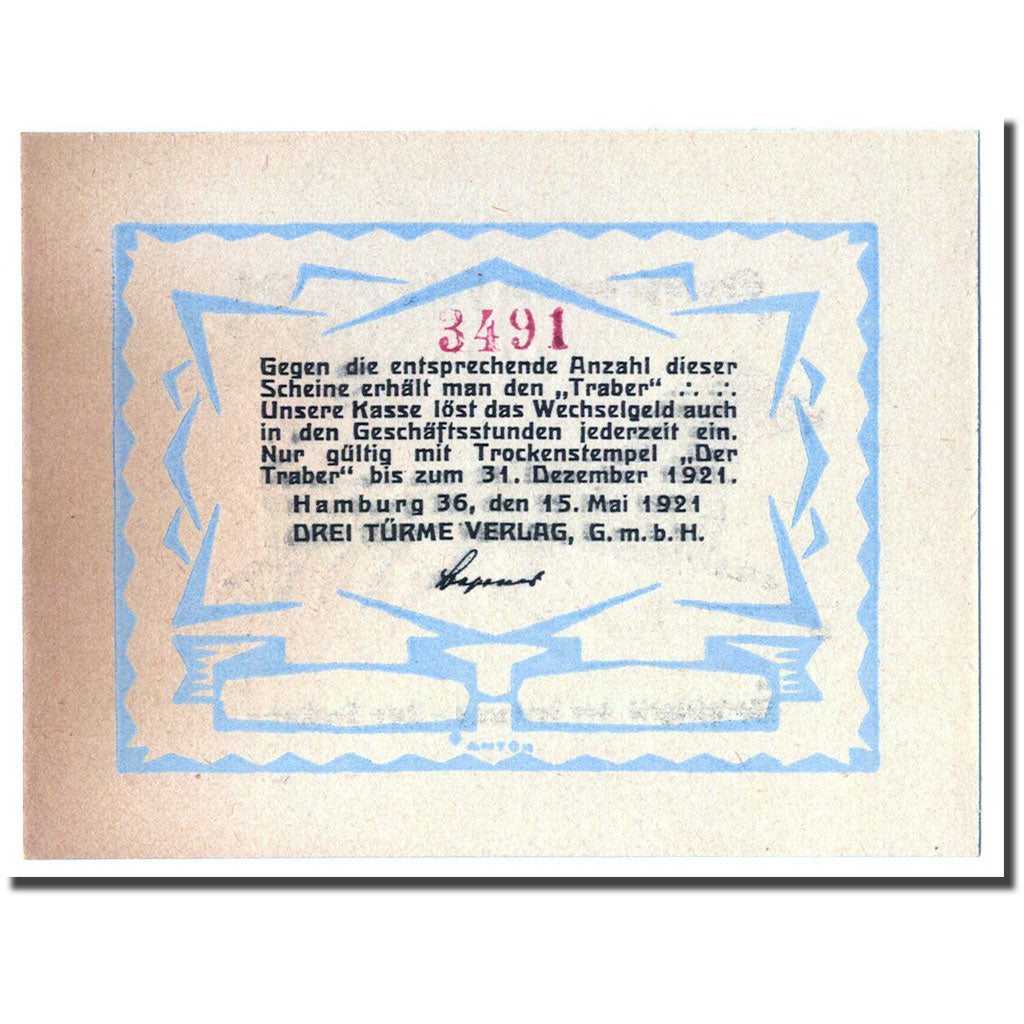 3491
Gegen die entsprechende Anzahl dieser
Scheine erhält man den „Traber“ ∴ ∴
Unsere Kasse löst das Wechselgeld auch
in den Geschäftsstunden jederzeit ein.
Nur gültig mit Trockenstempel „Der
Traber“ bis zum 31. Dezember 1921.
Hamburg 36, den 15. Mai 1921
DREI TÜRME VERLAG, G. m. b. H.
ANTON